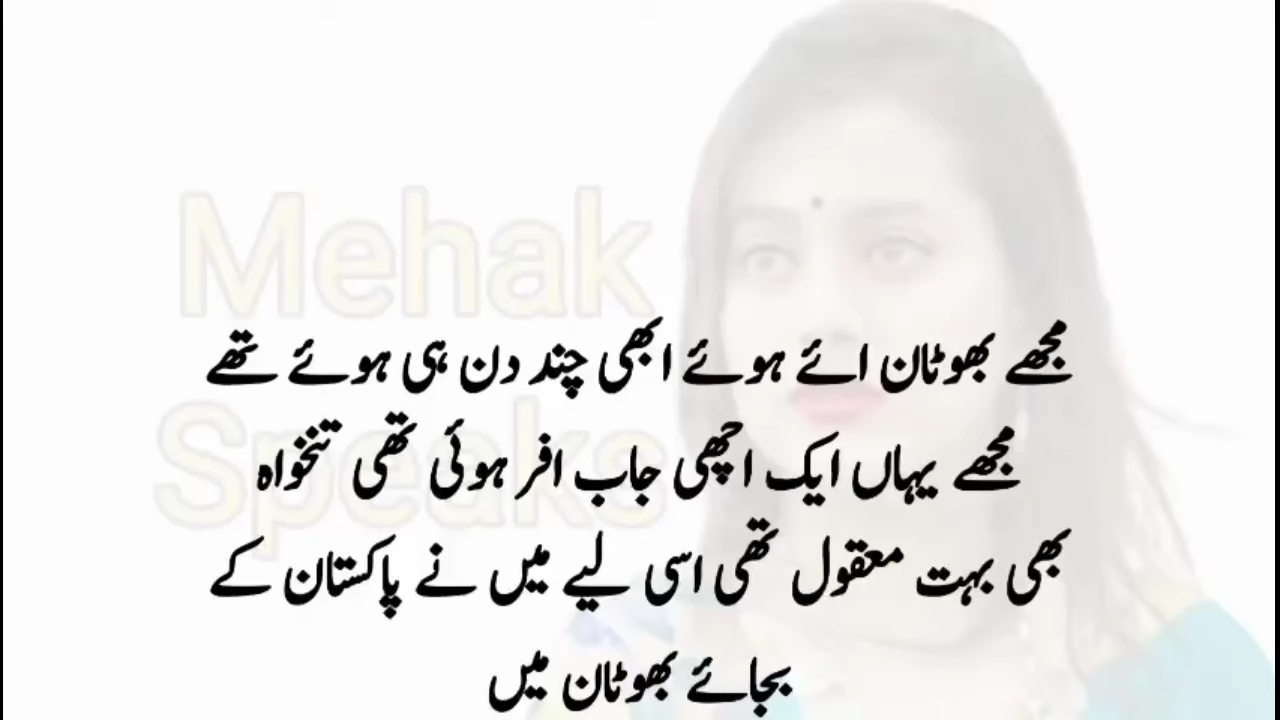 Mehak
Speaks
مجھے بھوٹان ائے ہوئے ابھی چند دن ہی ہوئے تھے
مجھے یہاں ایک اچھی جاب افر ہوئی تھی تنخواہ
بھی بہت معقول تھی اسی لیے میں نے پاکستان کے
بجائے بھوٹان میں